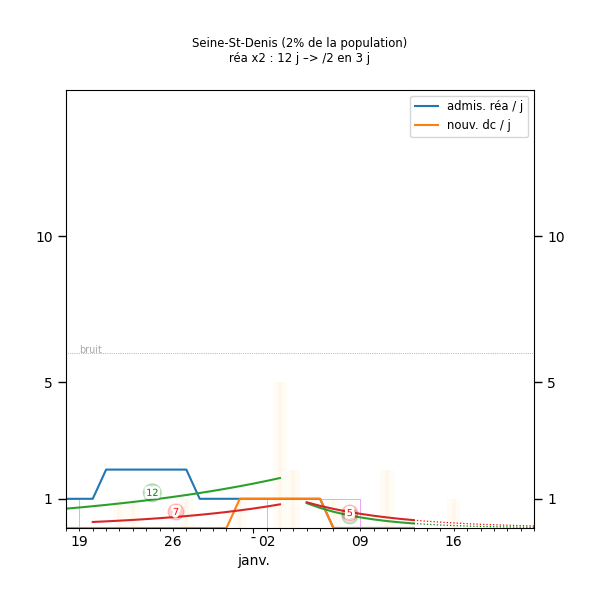 Seine-St-Denis (2% de la population)
réa x2 : 12 j –> /2 en 3 j
admis. réa / j
nouv. dc / j
10
10
bruit
5
5
12
7
5
1
1
19
26
02
09
16
janv.